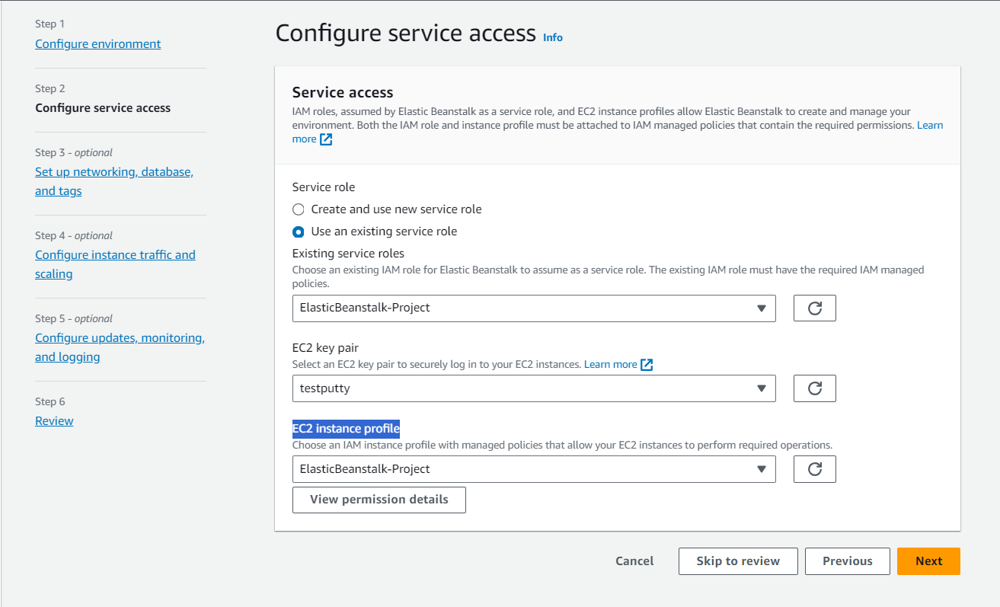 Step 1
Configure environment
Step 2
Configure service access
Step 3 - optional
Set up networking, database,
and tags
Step 4 - optional
Configure instance traffic and
scaling
Step 5 - optional
Configure updates, monitoring,
and logging
Step 6
Review
Configure service access Info
Service access
IAM roles, assumed by Elastic Beanstalk as a service role, and EC2 instance profiles allow Elastic Beanstalk to create and manage your
environment. Both the IAM role and instance profile must be attached to IAM managed policies that contain the required permissions. Learn
more
Service role
Create and use new service role
Use an existing service role
Existing service roles
Choose an existing IAM role for Elastic Beanstalk to assume as a service role. The existing IAM role must have the required IAM managed
policies.
ElasticBeanstalk-Project
EC2 key pair
Select an EC2 key pair to securely log in to your EC2 instances. Learn more
testputty
EC2 instance profile
Choose an IAM instance profile with managed policies that allow your EC2 instances to perform required operations.
ElasticBeanstalk-Project
View permission details
Cancel
Skip to review
Previous
Next